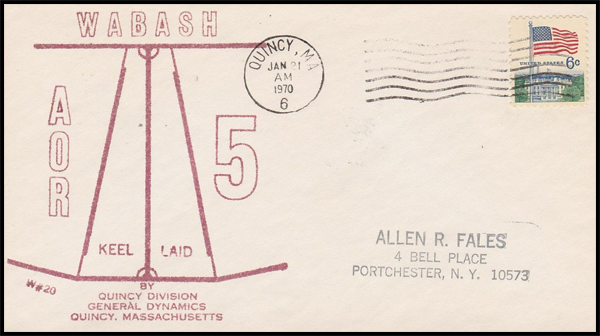 WABASH
AOR
5
KEEL LAID
BY
QUINCY DIVISION
GENERAL DYNAMICS
QUINCY, MASSACHUSETTS
W#20
QUINCY, MA
JAN 21
AM
1970
6
UNITED STATES 6c
ALLEN R. FALES
4 BELL PLACE
PORTCHESTER, N. Y. 10573